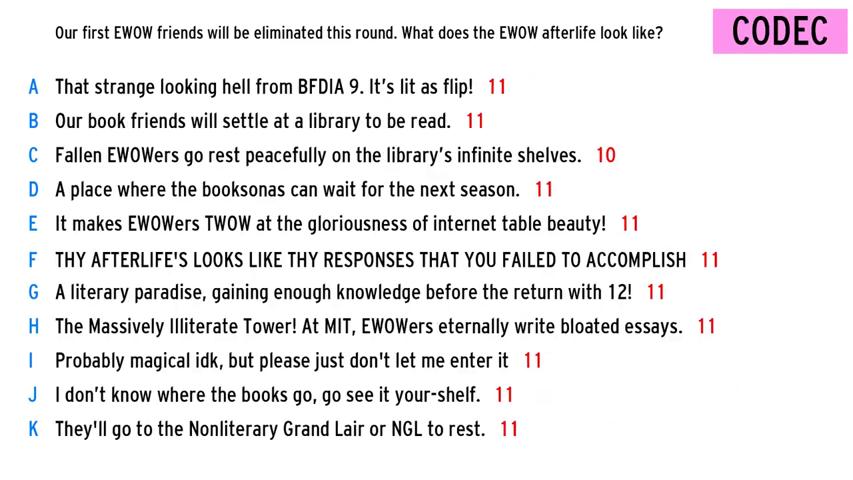 Our first EWOW friends will be eliminated this round. What does the EWOW afterlife look like?
CODEC
A That strange looking hell from BFDIA 9. It’s lit as flip! 11
B Our book friends will settle at a library to be read. 11
C Fallen EWOWers go rest peacefully on the library’s infinite shelves. 10
D A place where the booksonas can wait for the next season. 11
E It makes EWOWers TWOW at the gloriousness of internet table beauty! 11
F THY AFTERLIFE'S LOOKS LIKE THY RESPONSES THAT YOU FAILED TO ACCOMPLISH 11
G A literary paradise, gaining enough knowledge before the return with 12! 11
H The Massively Illiterate Tower! At MIT, EWOWers eternally write bloated essays. 11
I Probably magical idk, but please just don't let me enter it 11
J I don’t know where the books go, go see it your-shelf. 11
K They'll go to the Nonliterary Grand Lair or NGL to rest. 11